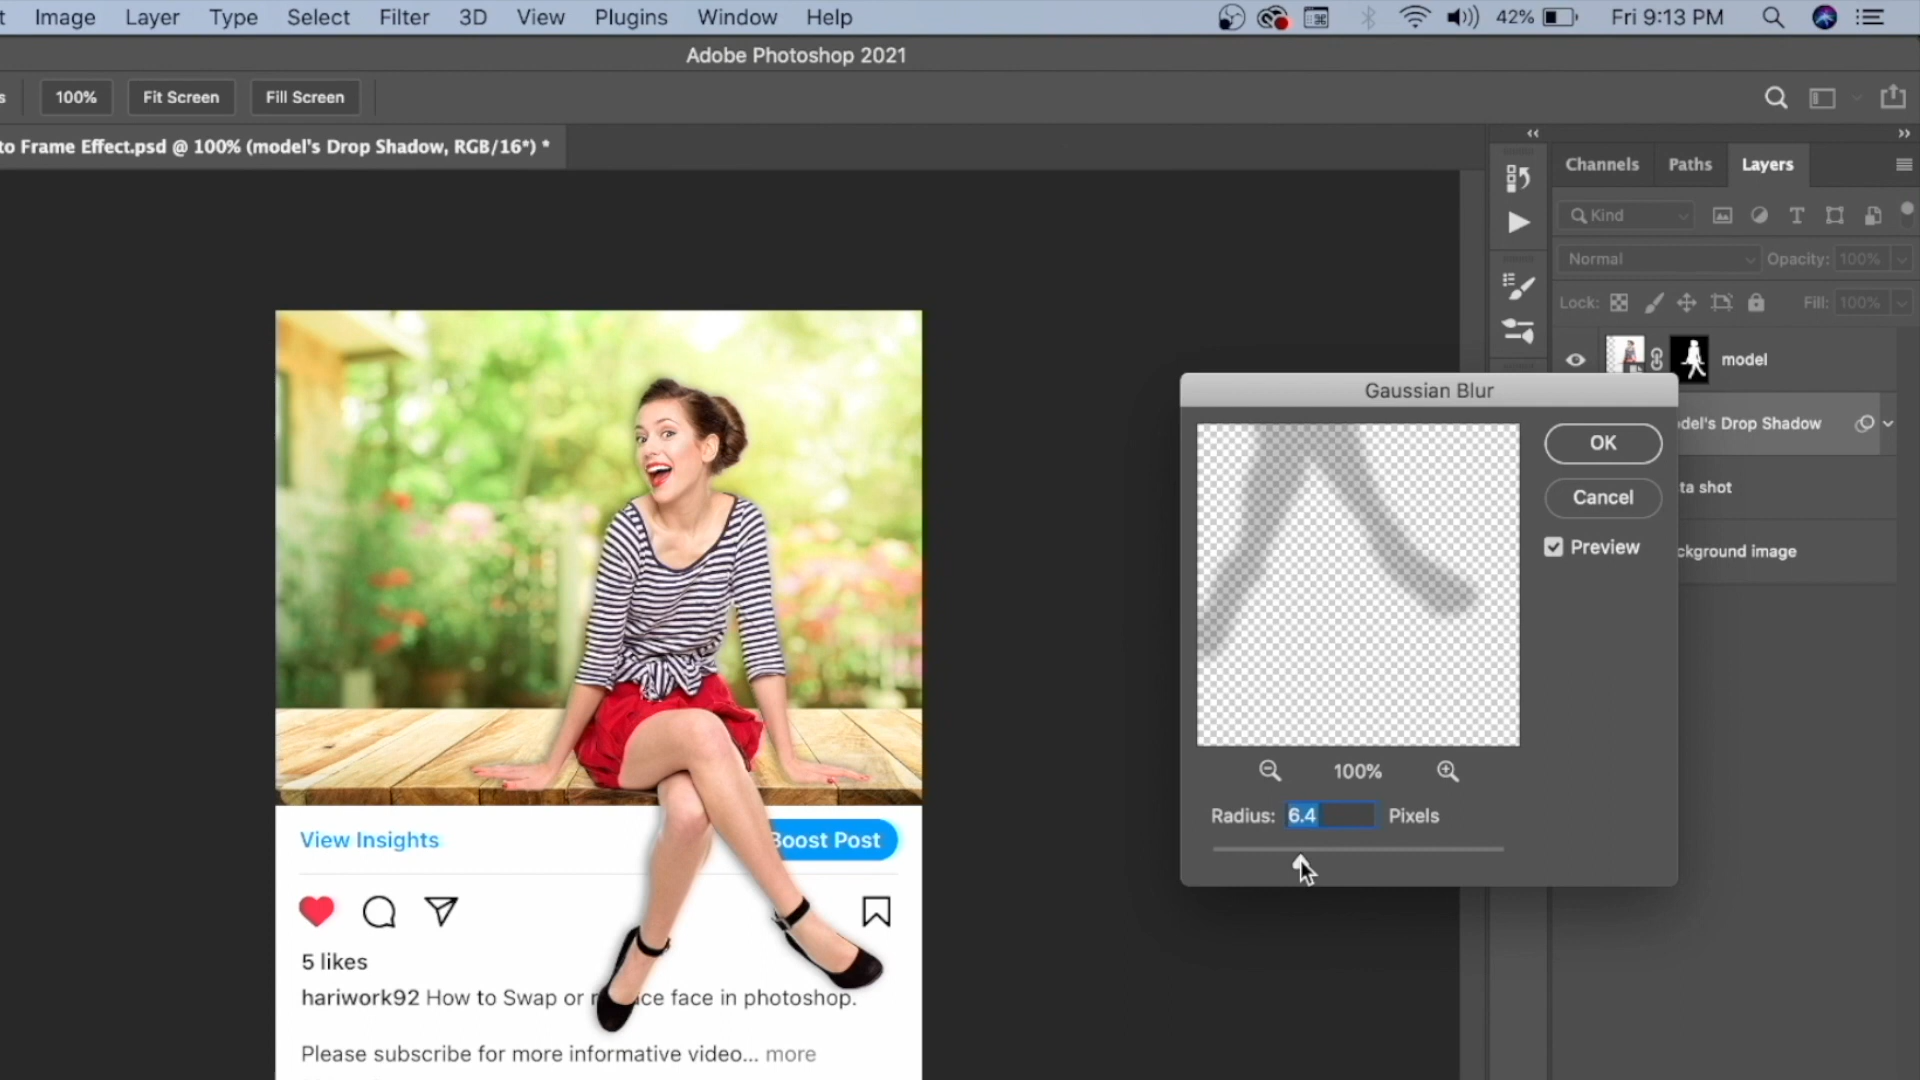 Image Layer Type Select Filter 3D View Plugins Window Help 42% Fri 9:13 PM
Adobe Photoshop 2021
100% Fit Screen Fill Screen
to Frame Effect.psd @ 100% (model's Drop Shadow, RGB/16*) *
Channels Paths Layers
Kind
Normal Opacity: 100%
Lock: Fill: 100%
model
Gaussian Blur
OK
del's Drop Shadow
Cancel
ta shot
Preview
ckground image
100%
Radius: 6.4 Pixels
View Insights Boost Post
5 likes
hariwork92 How to Swap or r ce face in photoshop.
Please subscribe for more informative video... more